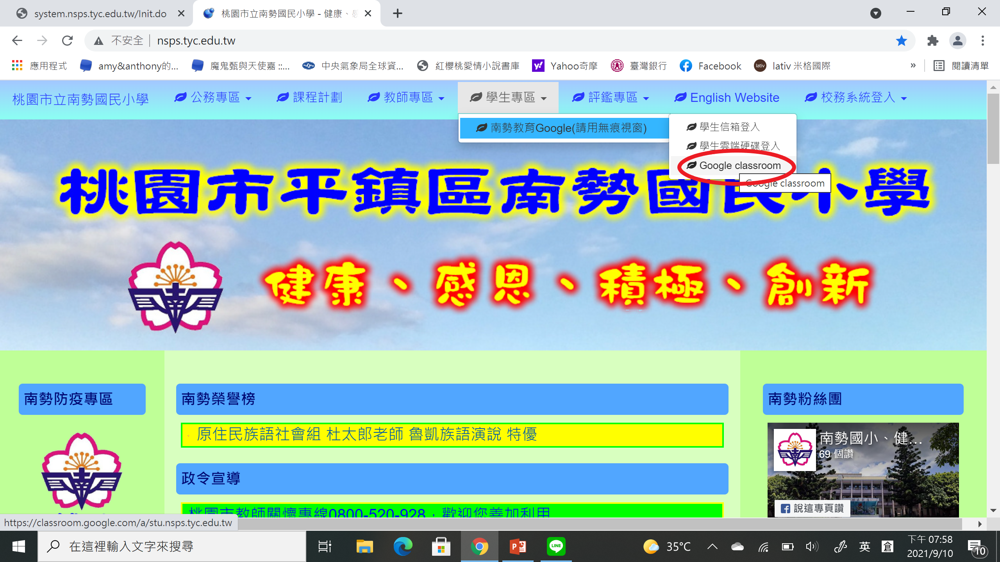 system.nsps.tyc.edu.tw/Init.do
桃園市立南勢國民小學 - 健康、感
不安全 nsps.tyc.edu.tw
應用程式 amy&anthony的... 魔鬼甄與天使嘉 ::... 中央氣象局全球資... 紅櫻桃愛情小說書庫 Yahoo奇摩 臺灣銀行 Facebook lativ lativ 米格國際 » 閱讀清單
桃園市立南勢國民小學 公務專區 課程計劃 教師專區 學生專區 評鑑專區 English Website 校務系統登入
南勢教育Google(請用無痕視窗)
學生信箱登入
學生雲端硬碟登入
Google classroom
Google classroom
桃園市平鎮區南勢國民小學
健康、感恩、積極、創新
南勢防疫專區
南勢榮譽榜
原住民族語社會組 杜太郎老師 魯凱族語演說 特優
政令宣導
桃園市教師關懷專線0800-520-928，歡迎您善加利用
南勢粉絲團
南勢國小、健...
69 個讚
說這專頁讚
https://classroom.google.com/a/stu.nsps.tyc.edu.tw
在這裡輸入文字來搜尋
LINE
35°C
英
倉
下午 07:58
2021/9/10
10